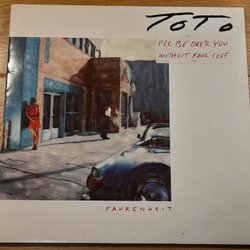 TOTO
I'LL BE OVER YOU
WITHOUT YOUR LOVE
FAHRENHEIT